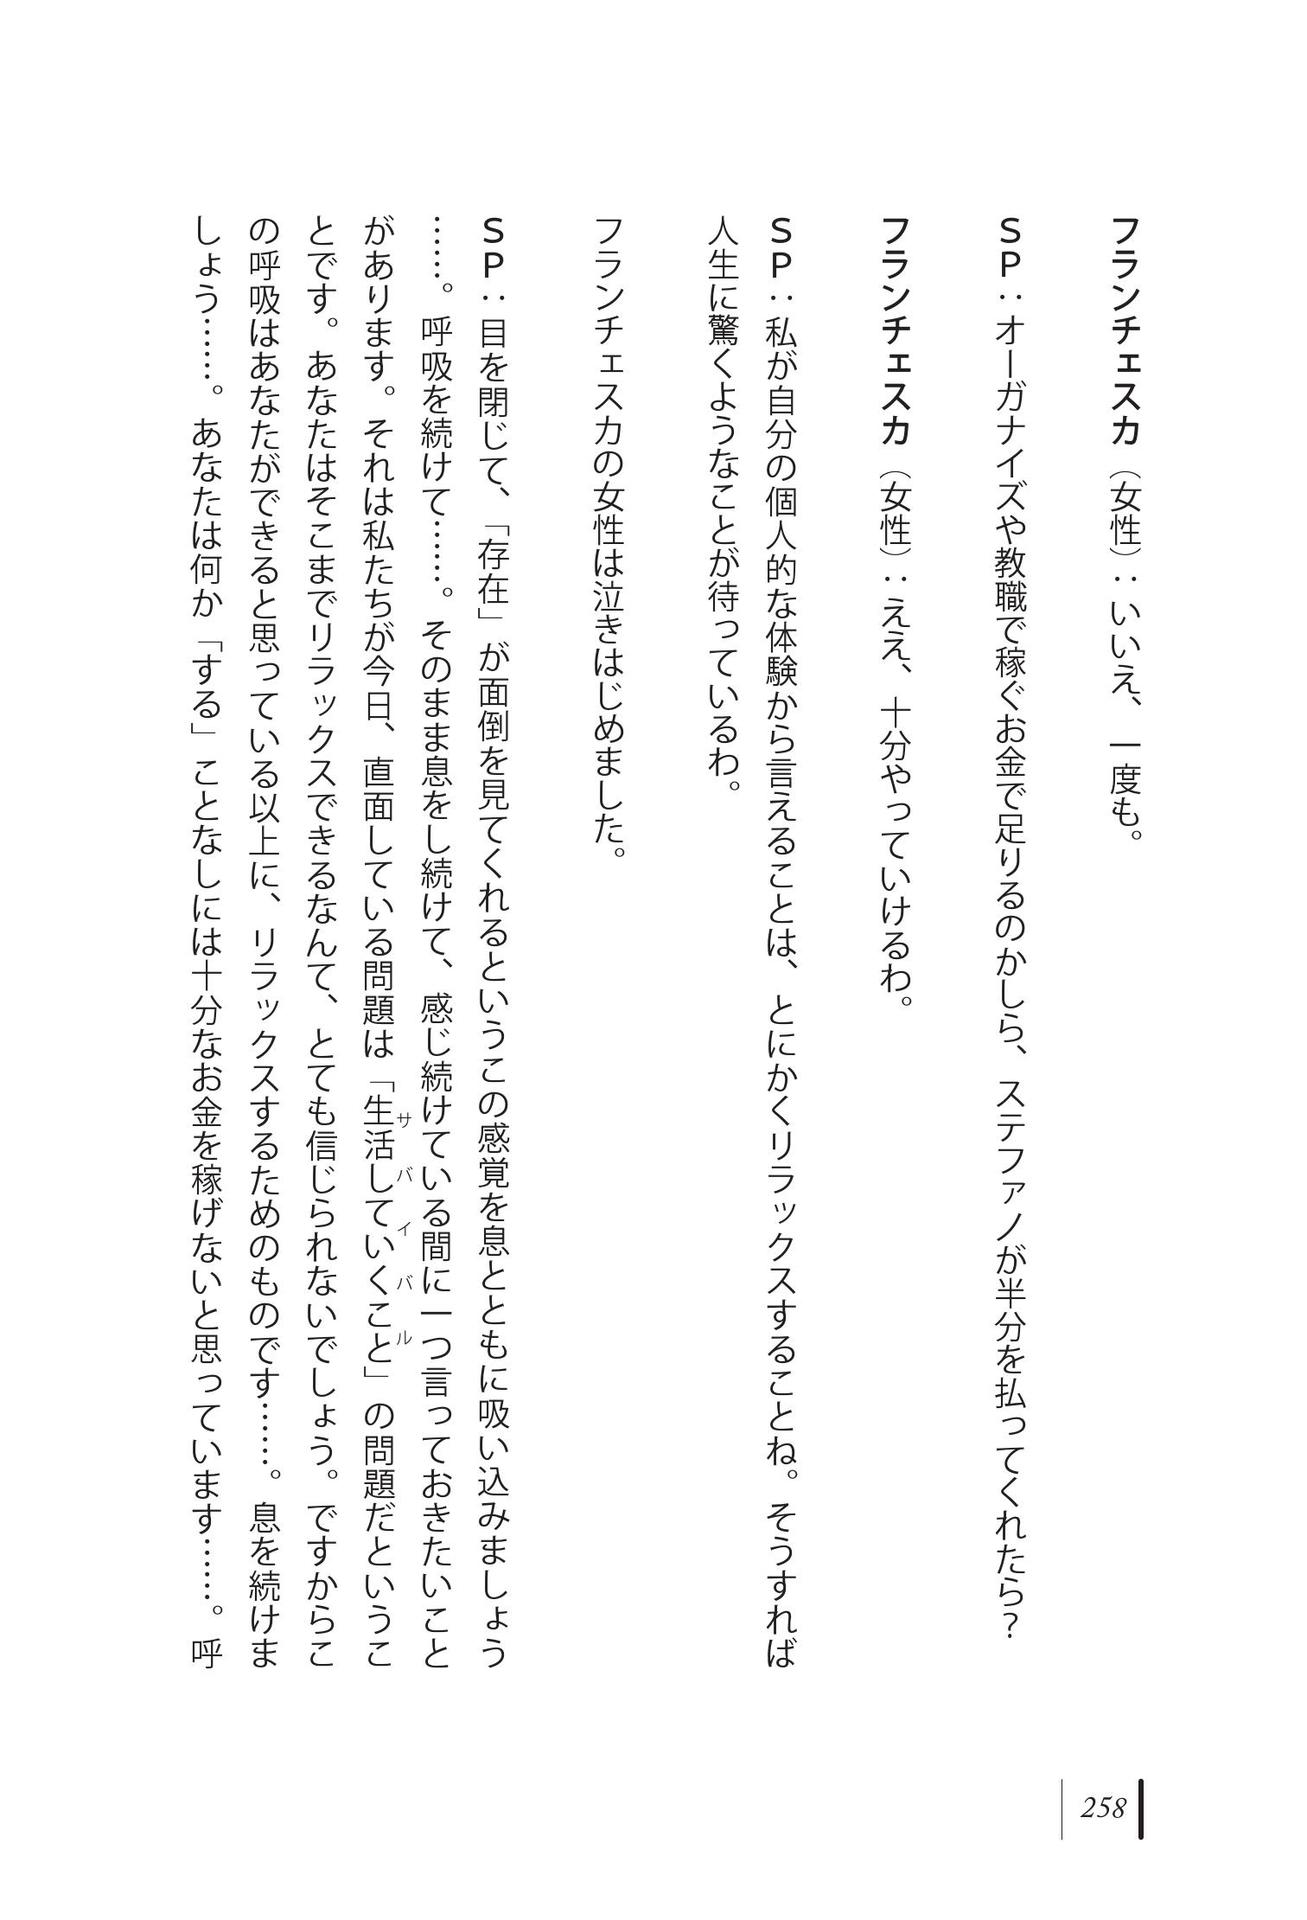 フランチェスカ（女性）：いいえ、一度も。
ＳＰ：オーガナイズや教職で稼ぐお金で足りるのかしら、ステファノが半分を払ってくれたら？
フランチェスカ（女性）：ええ、十分やっていけるわ。
ＳＰ：私が自分の個人的な体験から言えることは、とにかくリラックスすることね。そうすれば
人生に驚くようなことが待っているわ。
フランチェスカの女性は泣きはじめました。
ＳＰ：目を閉じて、「存在」が面倒を見てくれるというこの感覚を息とともに吸い込みましょう
……。呼吸を続けて……。そのまま息をし続けて、感じ続けている間に一つ言っておきたいこと
があります。それは私たちが今日、直面している問題は「生活していくこと」の問題だというこ
サバイバル
とです。あなたはそこまでリラックスできるなんて、とても信じられないでしょう。ですからこ
の呼吸はあなたができると思っている以上に、リラックスするためのものです……。息を続けま
しょう……。あなたは何か「する」ことなしには十分なお金を稼げないと思っています……。呼
258